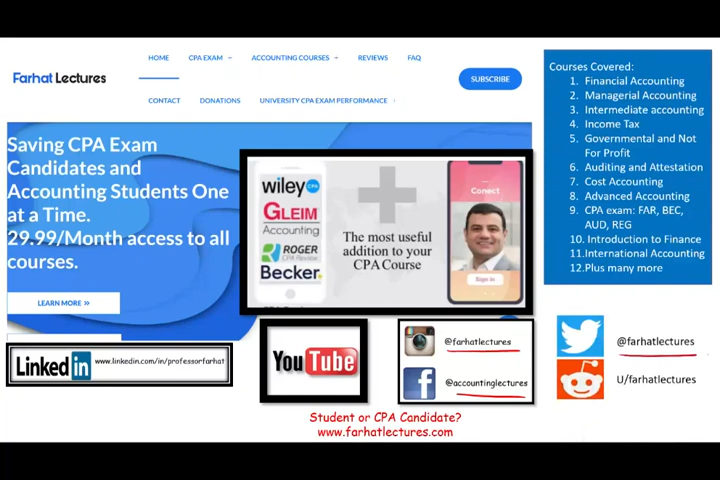 HOME
CPA EXAM
ACCOUNTING COURSES
REVIEWS
FAQ
Farhat Lectures
SUBSCRIBE
CONTACT
DONATIONS
UNIVERSITY CPA EXAM PERFORMANCE
Saving CPA Exam
Candidates and
Accounting Students One
at a Time.
29.99/Month access to all
courses.
LEARN MORE »
wiley CPA
GLEIM
Accounting
ROGER
CPA Review
Becker.
The most useful
addition to your
CPA Course
Conect
Sign in
Courses Covered:
1. Financial Accounting
2. Managerial Accounting
3. Intermediate accounting
4. Income Tax
5. Governmental and Not
For Profit
6. Auditing and Attestation
7. Cost Accounting
8. Advanced Accounting
9. CPA exam: FAR, BEC,
AUD, REG
10. Introduction to Finance
11.International Accounting
12.Plus many more
Linked in
www.linkedin.com/in/professorfarhat
YouTube
@farhatlectures
@accountinglectures
@farhatlectures
U/farhatlectures
Student or CPA Candidate?
www.farhatlectures.com